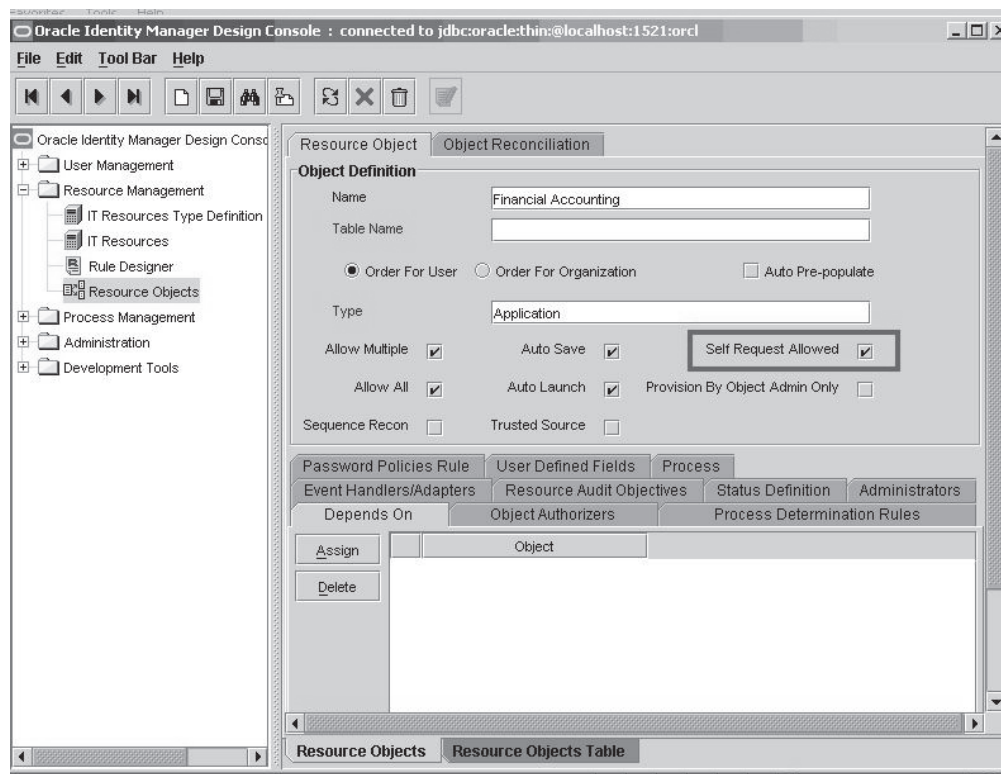 Favorites Tools Help
Oracle Identity Manager Design Console : connected to jdbc:oracle:thin:@localhost:1521:orcl
File Edit Tool Bar Help
Oracle Identity Manager Design Conso
User Management
Resource Management
IT Resources Type Definition
IT Resources
Rule Designer
Resource Objects
Process Management
Administration
Development Tools
Resource Object Object Reconciliation
Object Definition
Name Financial Accounting
Table Name
Order For User Order For Organization Auto Pre-populate
Type Application
Allow Multiple Auto Save Self Request Allowed
Allow All Auto Launch Provision By Object Admin Only
Sequence Recon Trusted Source
Password Policies Rule User Defined Fields Process
Event Handlers/Adapters Resource Audit Objectives Status Definition Administrators
Depends On Object Authorizers Process Determination Rules
Assign Object
Delete
Resource Objects Resource Objects Table